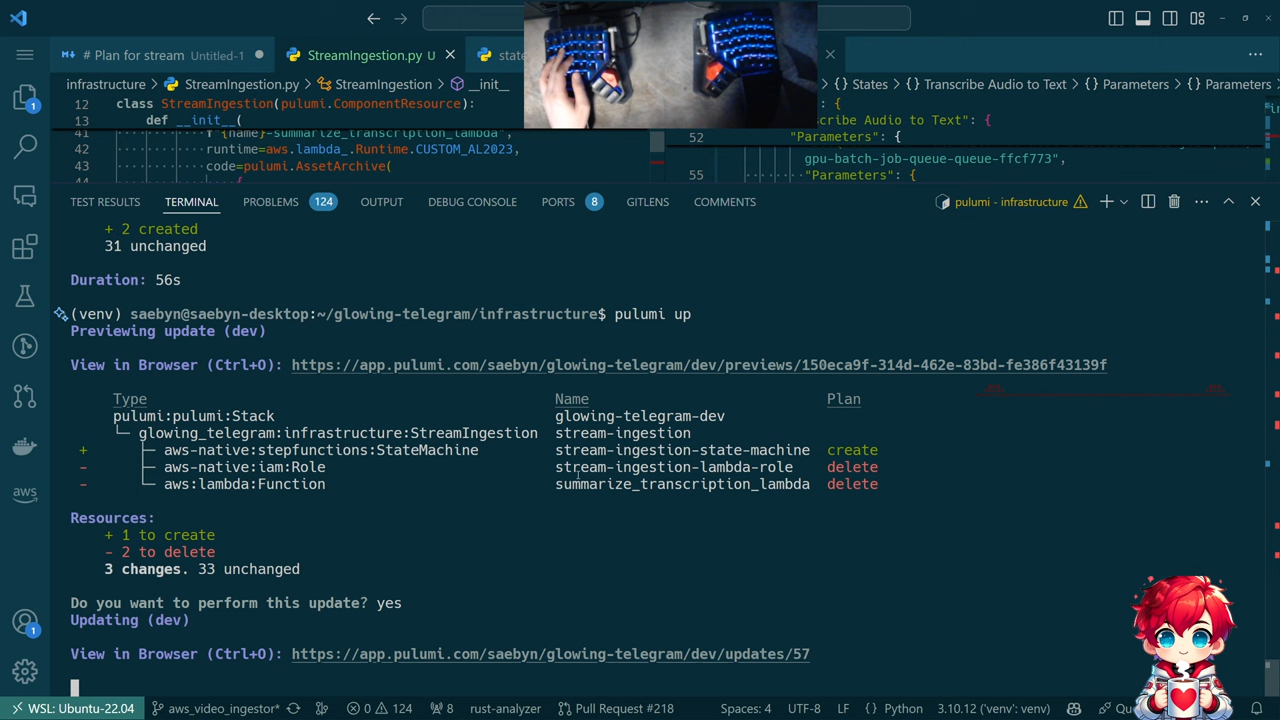 # Plan for stream Untitled-1
StreamIngestion.py U
state
infrastructure > StreamIngestion.py > StreamIngestion > __init__
{} States > {} Transcribe Audio to Text > {} Parameters > {} Parameters >
12 class StreamIngestion(pulumi.ComponentResource):
13 def __init__(
41 f"{name}-summarize_transcription_lambda",
42 runtime=aws.lambda_.Runtime.CUSTOM_AL2023,
43 code=pulumi.AssetArchive(
44 {
52 "Parameters": {
gpu-batch-job-queue-queue-ffcf773",
55 "Parameters": {
TEST RESULTS TERMINAL PROBLEMS 124 OUTPUT DEBUG CONSOLE PORTS 8 GITLENS COMMENTS
pulumi - infrastructure
+ 2 created
31 unchanged
Duration: 56s
(venv) saebyn@saebyn-desktop:~/glowing-telegram/infrastructure$ pulumi up
Previewing update (dev)
View in Browser (Ctrl+O): https://app.pulumi.com/saebyn/glowing-telegram/dev/previews/150eca9f-314d-462e-83bd-fe386f43139f
Type Name Plan
pulumi:pulumi:Stack glowing-telegram-dev
└─ glowing_telegram:infrastructure:StreamIngestion stream-ingestion
+ ├─ aws-native:stepfunctions:StateMachine stream-ingestion-state-machine create
- ├─ aws-native:iam:Role stream-ingestion-lambda-role delete
- └─ aws:lambda:Function summarize_transcription_lambda delete
Resources:
+ 1 to create
- 2 to delete
3 changes. 33 unchanged
Do you want to perform this update? yes
Updating (dev)
View in Browser (Ctrl+O): https://app.pulumi.com/saebyn/glowing-telegram/dev/updates/57
aws
1
1
WSL: Ubuntu-22.04 aws_video_ingestor* 0 124 8 rust-analyzer Pull Request #218 Spaces: 4 UTF-8 LF {} Python 3.10.12 ('venv': venv)